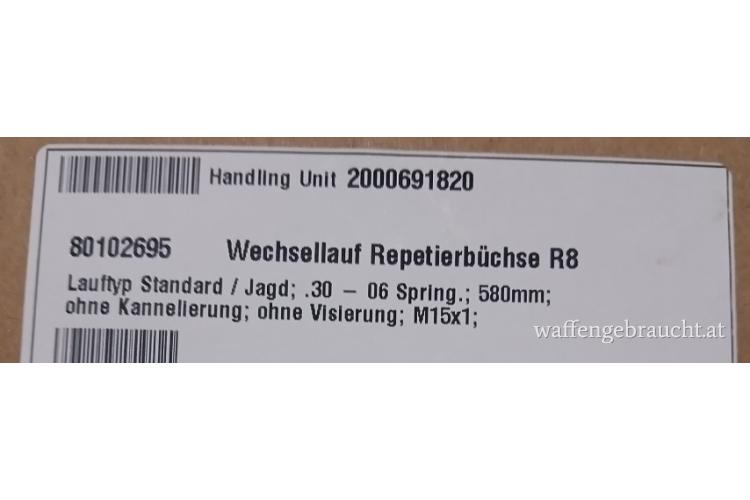 Handling Unit 2000691820
80102695 Wechsellauf Repetierbüchse R8
Lauftyp Standard / Jagd; .30 – 06 Spring.; 580mm;
ohne Kannelierung; ohne Visierung; M15x1;
waffengebraucht.at